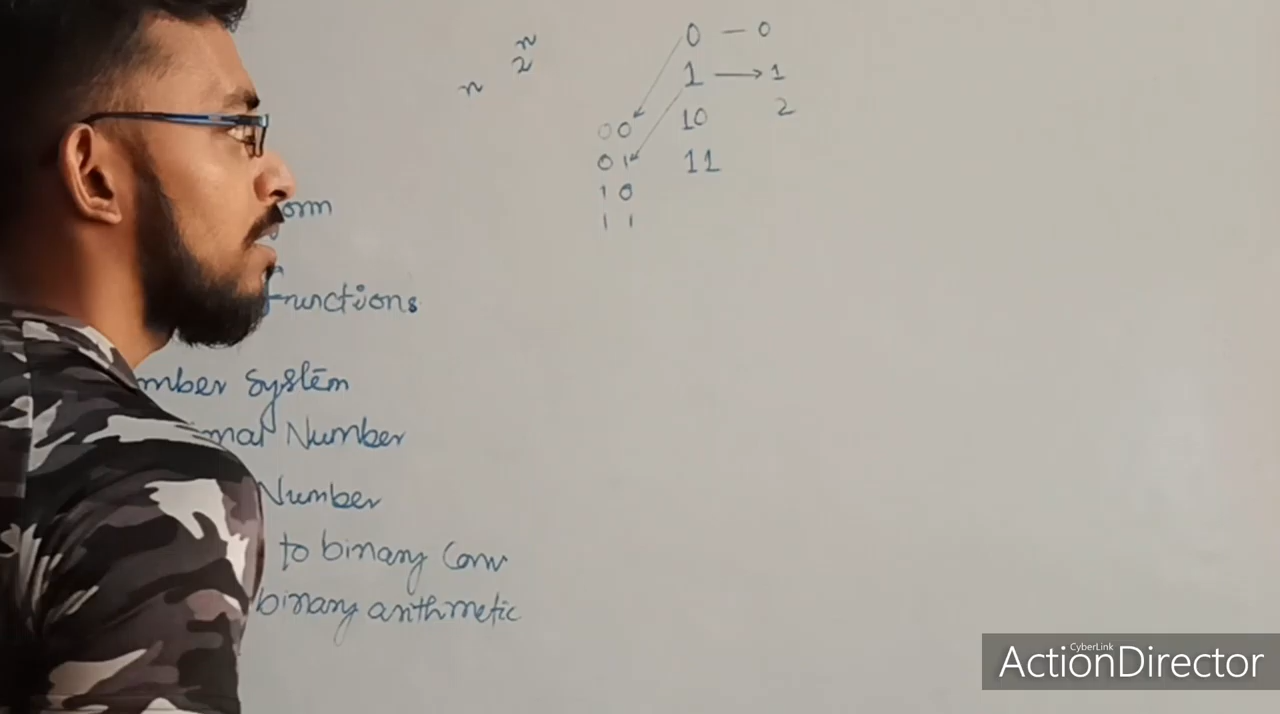 n 2^n
0 — 0
1 → 1
10 2
11
00
01
10
11
Functions
mber System
mal Number
Number
to binary Conv
binary arithmetic
CyberLink
ActionDirector